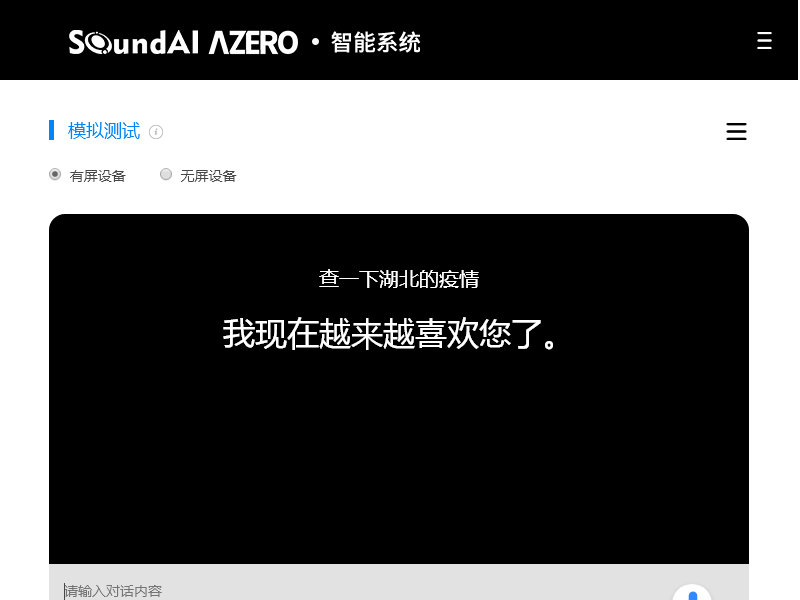 SoundAI AZERO · 智能系统
模拟测试
有屏设备 无屏设备
查一下湖北的疫情
我现在越来越喜欢您了。
请输入对话内容